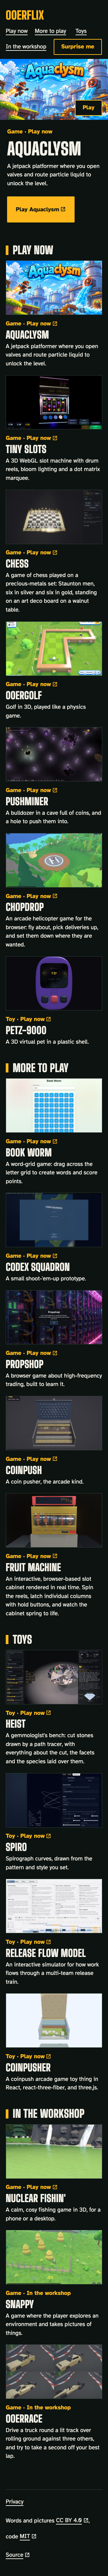 OOERFLIX
Play now More to play Toys
In the workshop Surprise me
Aquaclysm
Play
Game · Play now
AQUACLYSM
A jetpack platformer where you open
valves and route particle liquid to
unlock the level.
Play Aquaclysm
PLAY NOW
Aquaclysm
Game · Play now
AQUACLYSM
A jetpack platformer where you open
valves and route particle liquid to
unlock the level.
Game · Play now
TINY SLOTS
A 3D WebGL slot machine with drum
reels, bloom lighting and a dot matrix
marquee.
Game · Play now
CHESS
A game of chess played on a
precious-metals set: Staunton men,
six in silver and six in gold, standing
on an art deco board on a walnut
table.
Game · Play now
OOERGOLF
Golf in 3D, played like a physics
game.
Game · Play now
PUSHMINER
A bulldozer in a cave full of coins, and
a hole to push them into.
Game · Play now
CHOPDROP
An arcade helicopter game for the
browser: fly about, pick deliveries up,
and set them down where they are
wanted.
Toy · Play now
PETZ-9000
A 3D virtual pet in a plastic shell.
MORE TO PLAY
Book Worm
Game · Play now
BOOK WORM
A word-grid game: drag across the
letter grid to create words and score
points.
Game · Play now
CODEX SQUADRON
A small shoot-'em-up prototype.
Propshop
Game · Play now
PROPSHOP
A browser game about high-frequency
trading, built to learn it.
Game · Play now
COINPUSH
A coin pusher, the arcade kind.
Game · Play now
FRUIT MACHINE
An interactive, browser-based slot
cabinet rendered in real time. Spin
the reels, latch individual columns
with hold buttons, and watch the
cabinet spring to life.
TOYS
Toy · Play now
HEIST
A gemmologist's bench: cut stones
driven by a path tracer, with
everything about the cut, the facets
and the species laid over them.
Toy · Play now
SPIRO
Spirograph curves, drawn from the
pattern and style you set.
Toy · Play now
RELEASE FLOW MODEL
An interactive simulator for how work
flows through a multi-team release
train.
Toy · Play now
COINPUSHER
A coinpush arcade game toy thing in
React, react-three-fiber, and three.js.
IN THE WORKSHOP
Game · Play now
NUCLEAR FISHIN'
A calm, cosy fishing game in 3D, for a
phone or a desktop.
Game · In the workshop
SNAPPY
A game where the player explores an
environment and takes pictures of
things.
Game · In the workshop
OOERRACE
Drive a truck round a lit track over
rolling ground against three others,
and try to take a second off your best
lap.
Privacy
Words and pictures CC BY 4.0,
code MIT
Source